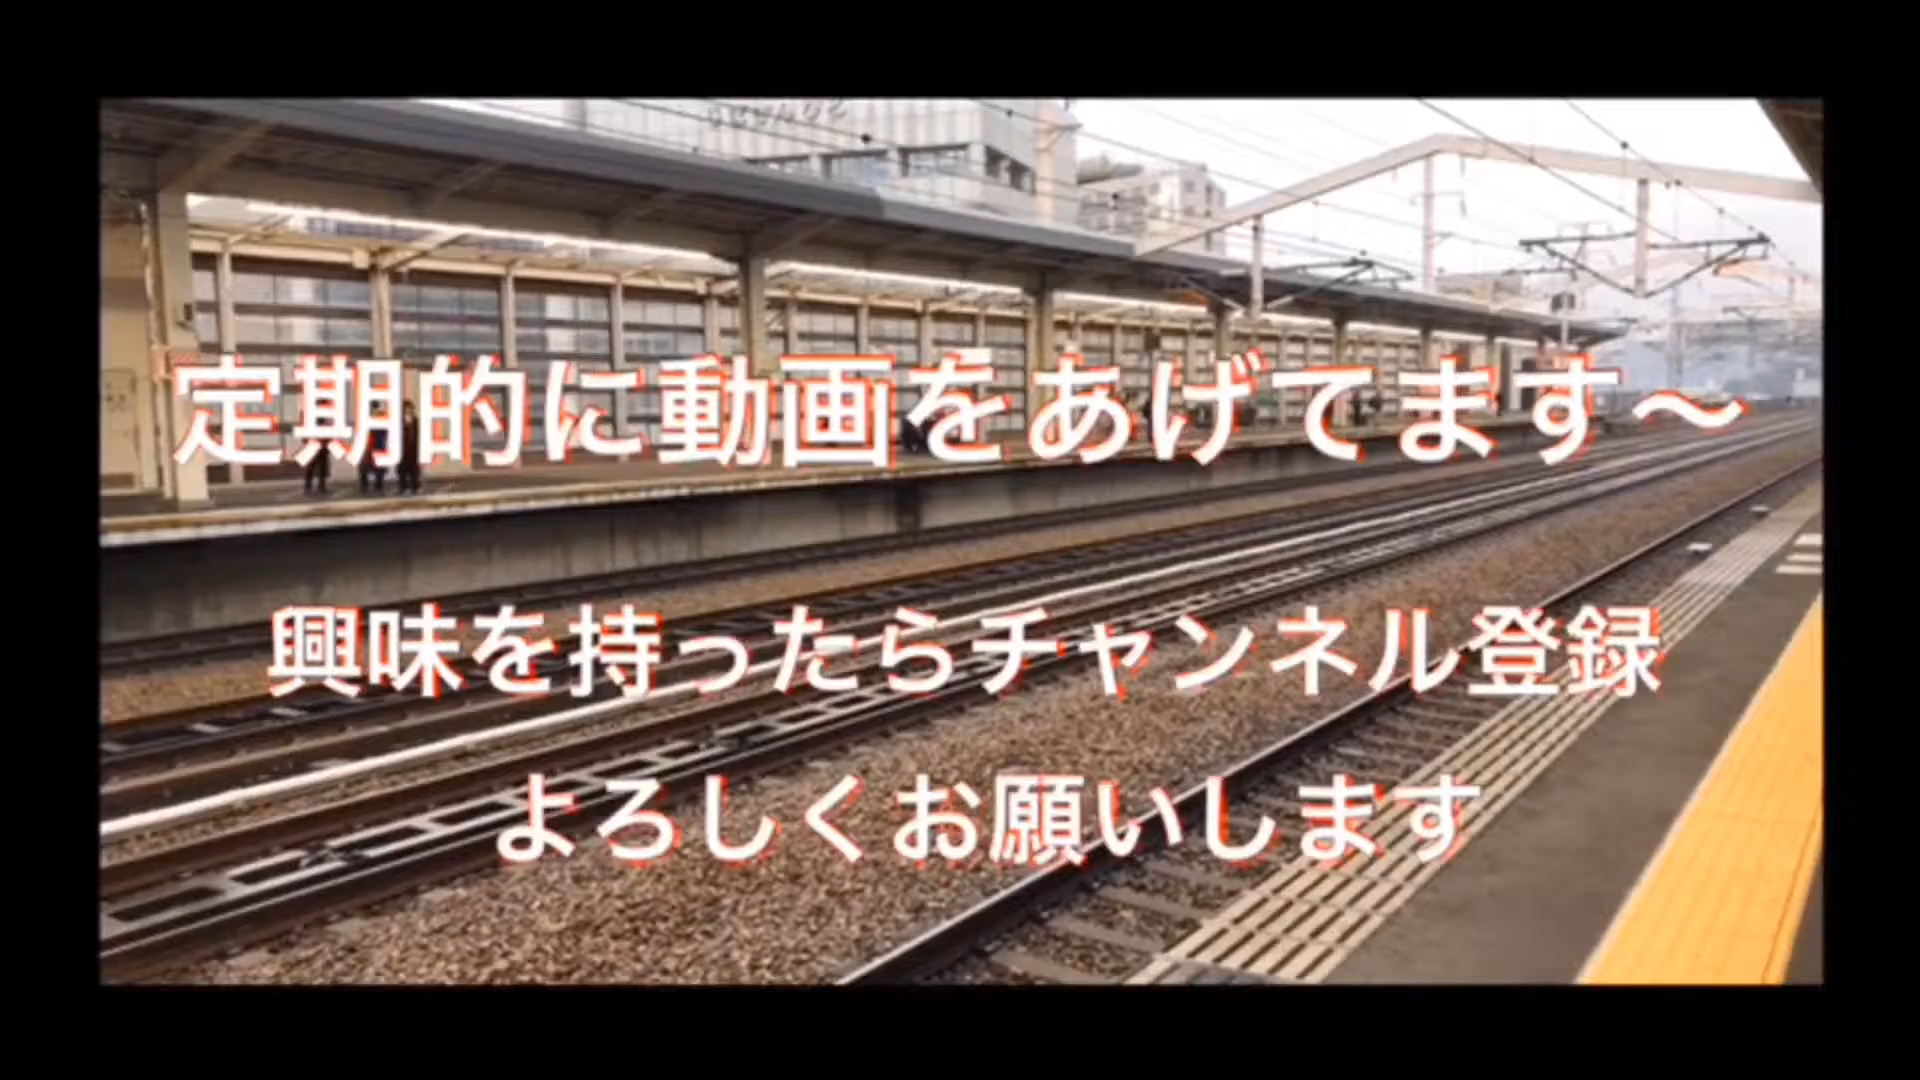 定期的に動画をあげてます〜
興味を持ったらチャンネル登録
よろしくお願いします